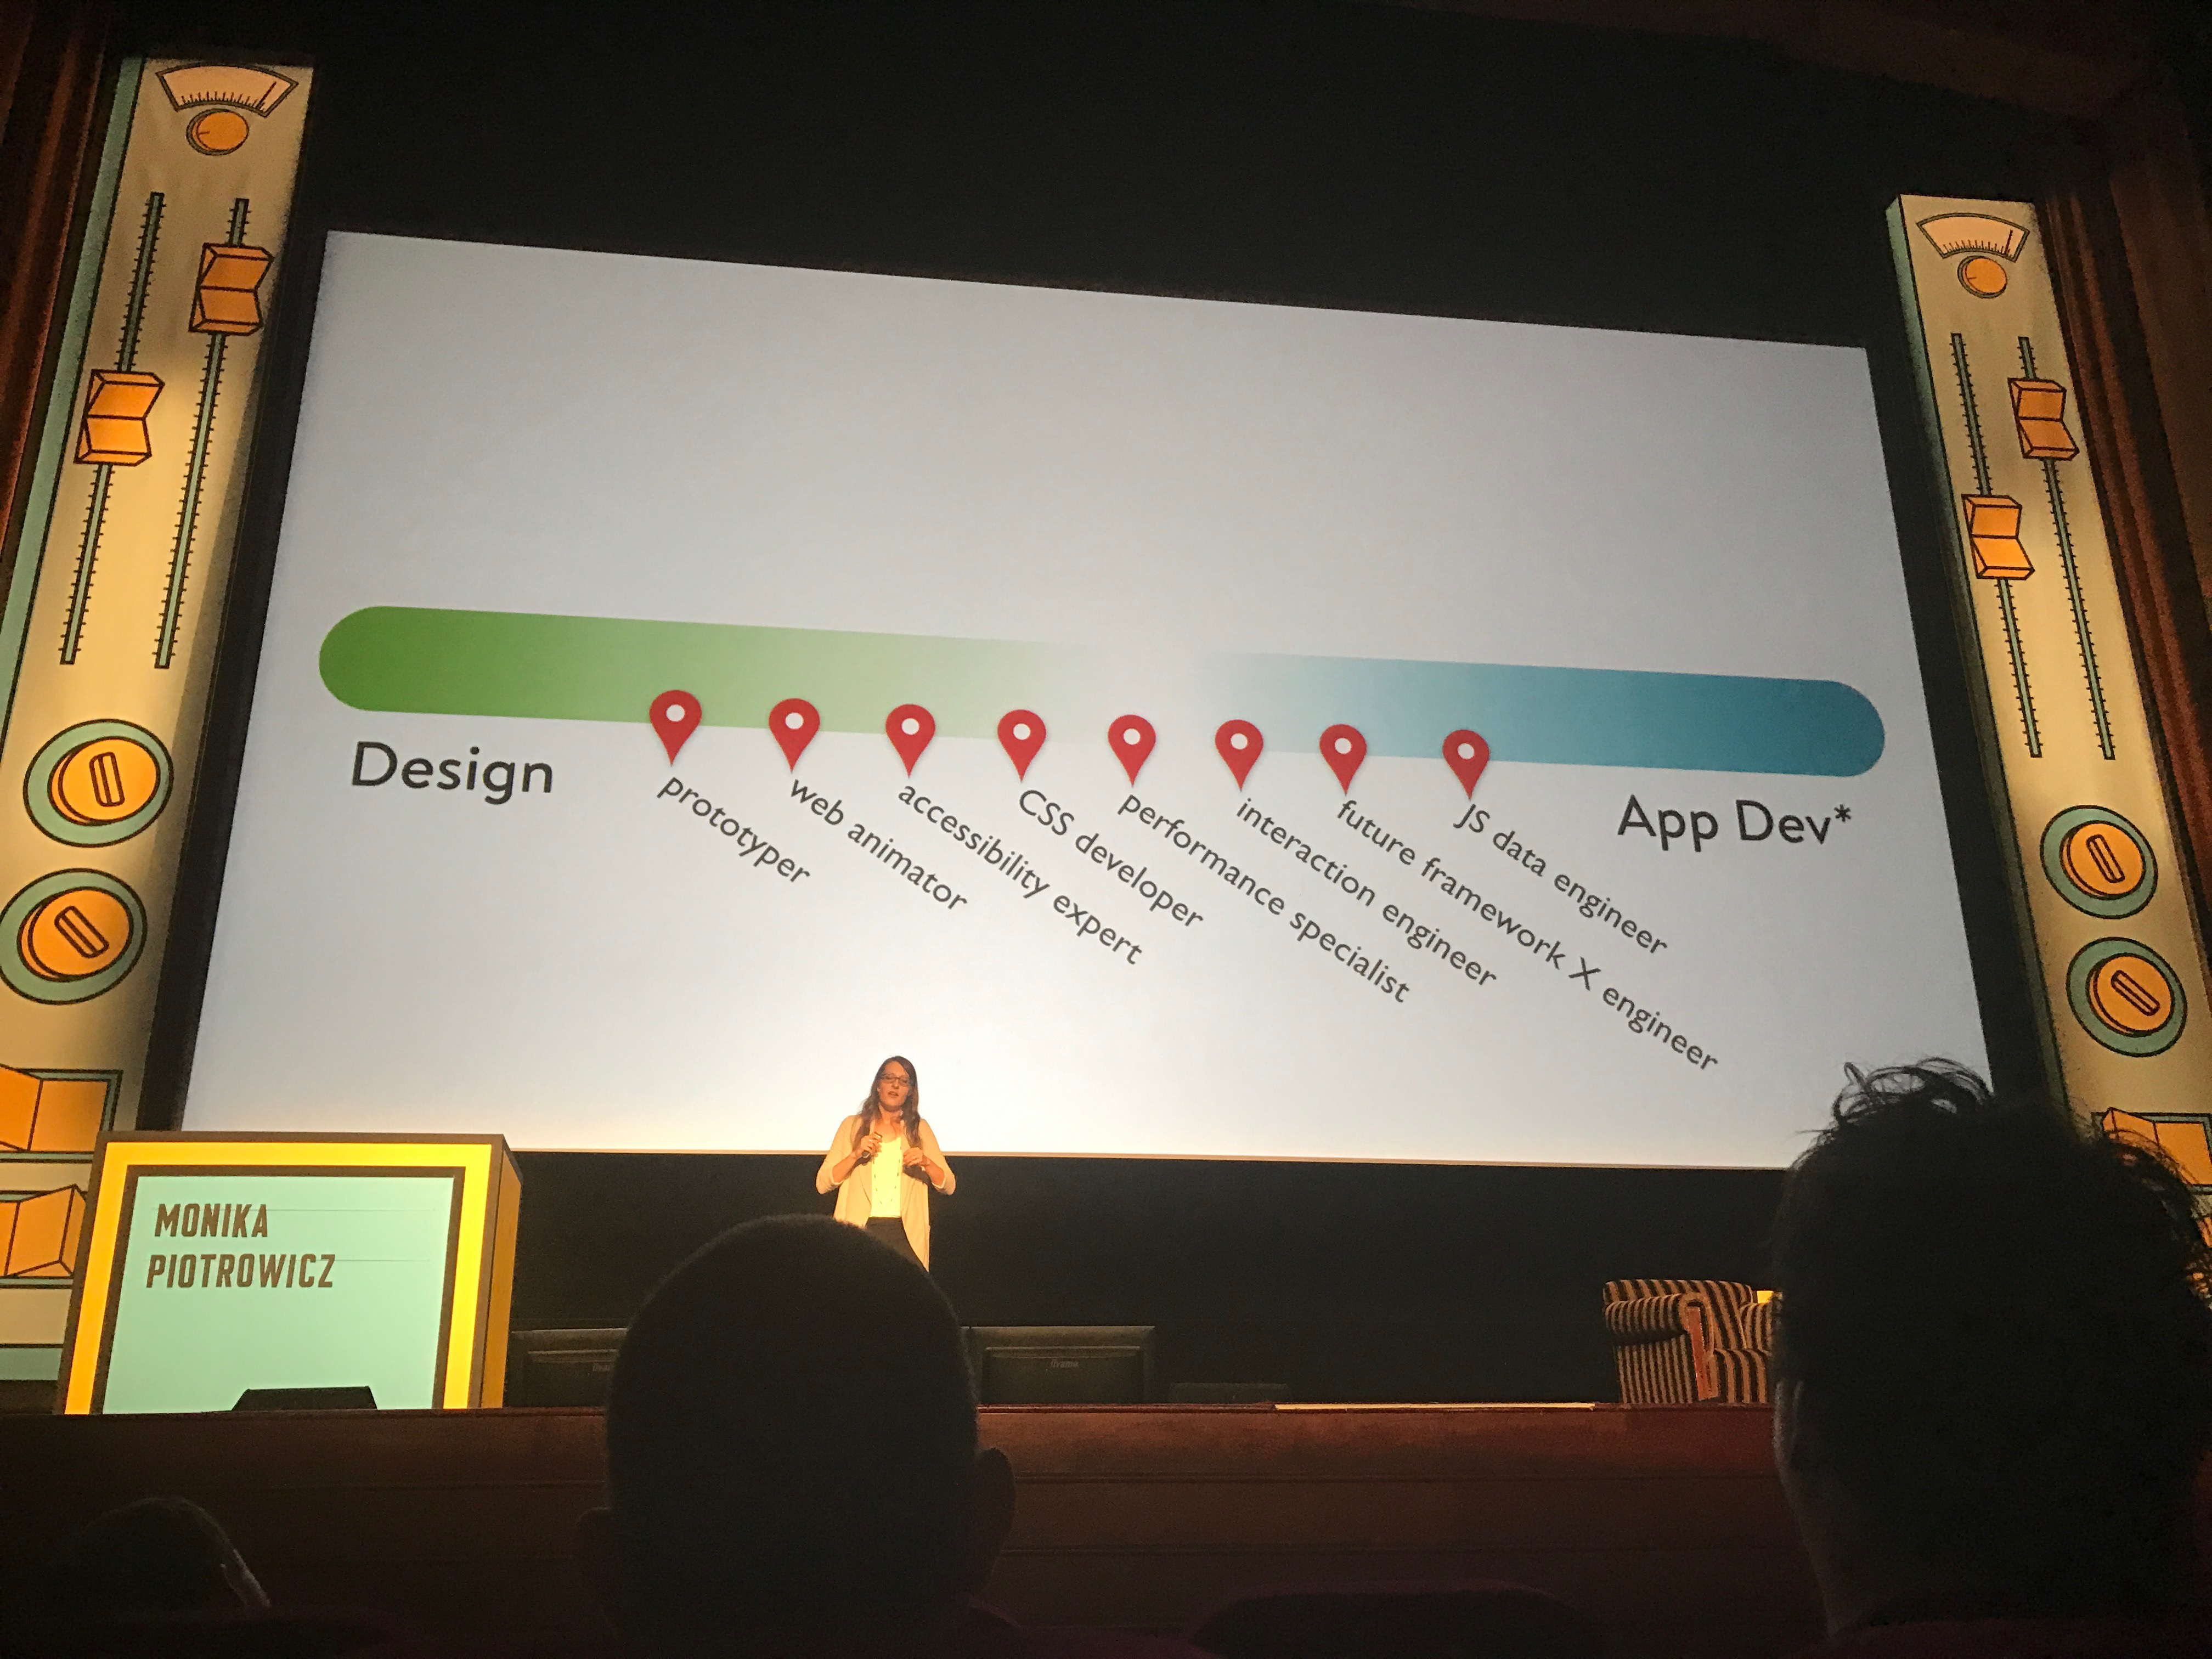 Design
App Dev*
prototyper
web animator
accessibility expert
CSS developer
performance specialist
interaction engineer
future framework X engineer
JS data engineer
MONIKA
PIOTROWICZ
iiyama